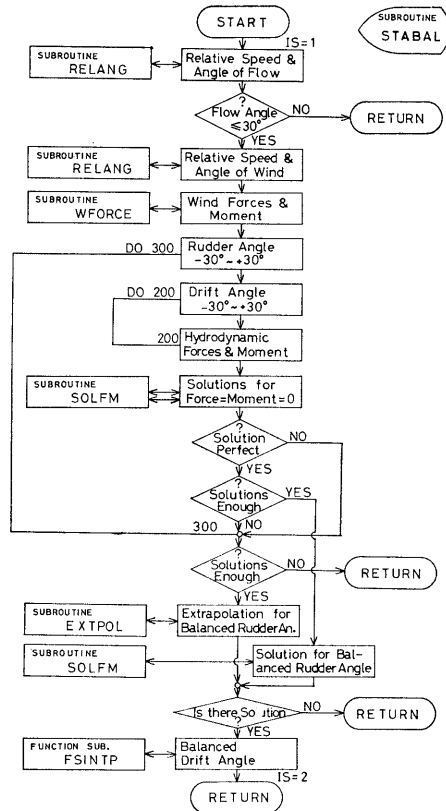 START
SUBROUTINE
STABAL
IS=1
SUBROUTINE
RELANG
Relative Speed &
Angle of Flow
?
Flow Angle
≤30°
NO
RETURN
YES
SUBROUTINE
RELANG
Relative Speed &
Angle of Wind
SUBROUTINE
WFORCE
Wind Forces &
Moment
DO 300
Rudder Angle
-30°~+30°
DO 200
Drift Angle
-30°~+30°
200
Hydrodynamic
Forces & Moment
SUBROUTINE
SOLFM
Solutions for
Force=Moment=0
?
Solution
Perfect
NO
YES
?
Solutions
Enough
YES
300
NO
?
Solutions
Enough
NO
RETURN
YES
SUBROUTINE
EXTPOL
Extrapolation for
Balanced RudderAn.
SUBROUTINE
SOLFM
Solution for Bal-
anced Rudder Angle
Is there
?
NO
RETURN
YES
FUNCTION SUB.
FSINTP
Balanced
Drift Angle
IS=2
RETURN